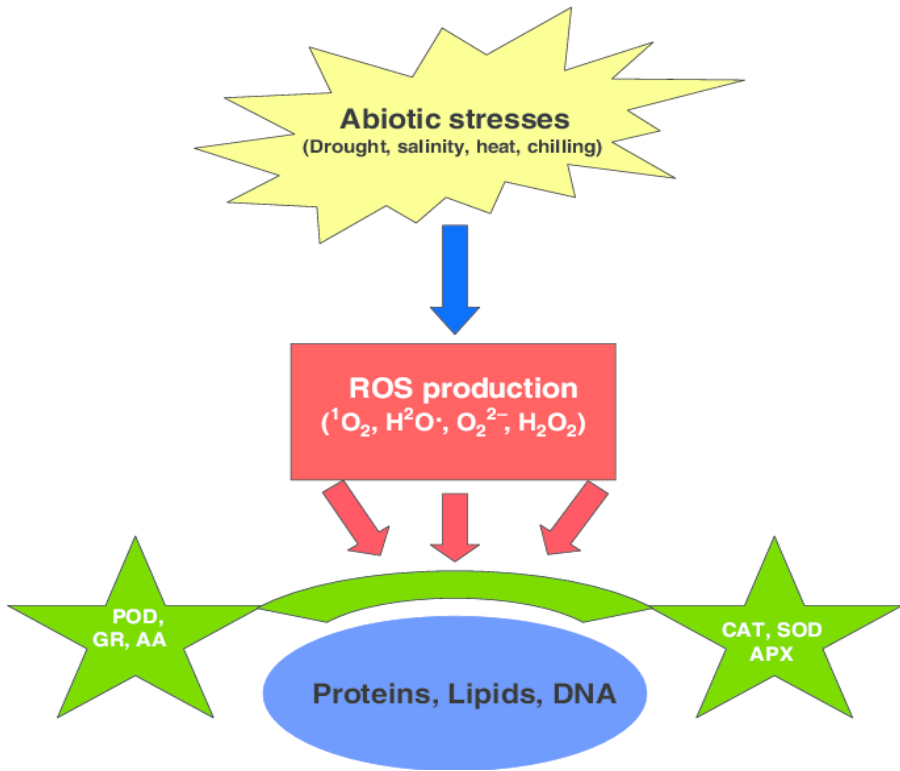 Abiotic stresses
(Drought, salinity, heat, chilling)
ROS production
(¹O₂, H²O·, O₂²⁻, H₂O₂)
POD,
GR, AA
CAT, SOD
APX
Proteins, Lipids, DNA